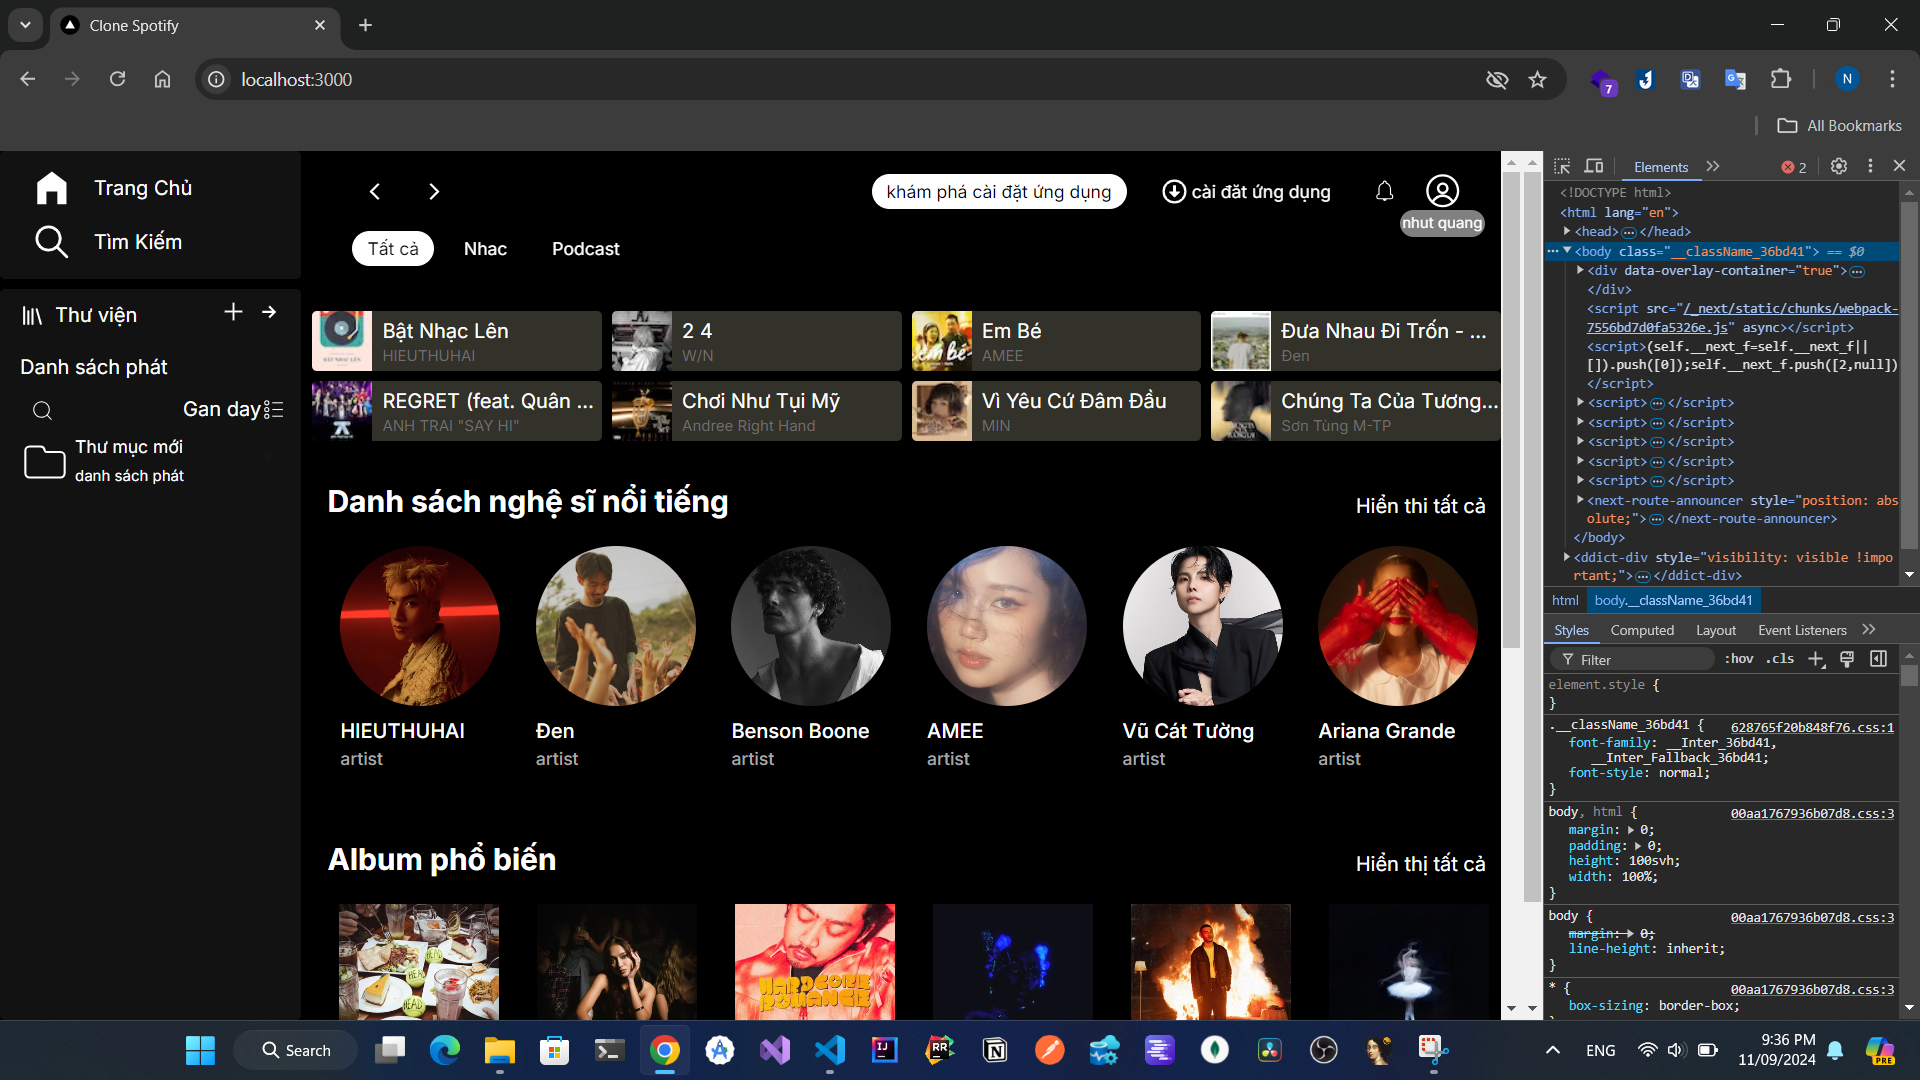 Clone Spotify
localhost:3000
7
N
All Bookmarks
Trang Chủ
Tìm Kiếm
Thư viện
Danh sách phát
Gan day
Thư mục mới
danh sách phát
khám phá cài đặt ứng dụng
cài đặt ứng dụng
nhut quang
Tất cả Nhac Podcast
Bật Nhạc Lên
HIEUTHUHAI
2 4
W/N
Em Bé
AMEE
Đưa Nhau Đi Trốn - ...
Đen
REGRET (feat. Quân ...
ANH TRAI "SAY HI"
Chơi Như Tụi Mỹ
Andree Right Hand
Vì Yêu Cứ Đâm Đầu
MIN
Chúng Ta Của Tương...
Sơn Tùng M-TP
em bé
Danh sách nghệ sĩ nổi tiếng
Hiển thi tất cả
HIEUTHUHAI
artist
Đen
artist
Benson Boone
artist
AMEE
artist
Vũ Cát Tường
artist
Ariana Grande
artist
Album phổ biến
Hiển thị tất cả
HARDCORE
ROMANCE
Elements
2
<!DOCTYPE html>
<html lang="en">
<head>…</head>
<body class="__className_36bd41"> == $0
<div data-overlay-container="true">…
</div>
<script src="/_next/static/chunks/webpack-
7556bd7d0fa5326e.js" async></script>
<script>(self.__next_f=self.__next_f||
[]).push([0]);self.__next_f.push([2,null])
</script>
<script>…</script>
<script>…</script>
<script>…</script>
<script>…</script>
<script>…</script>
<next-route-announcer style="position: abs
olute;">…</next-route-announcer>
</body>
<ddict-div style="visibility: visible !impo
rtant;">…</ddict-div>
html body.__className_36bd41
Styles Computed Layout Event Listeners
Filter :hov .cls
element.style {
}
.__className_36bd41 { 628765f20b848f76.css:1
font-family: __Inter_36bd41,
__Inter_Fallback_36bd41;
font-style: normal;
}
body, html { 00aa1767936b07d8.css:3
margin: 0;
padding: 0;
height: 100svh;
width: 100%;
}
body { 00aa1767936b07d8.css:3
margin: 0;
line-height: inherit;
}
* { 00aa1767936b07d8.css:3
box-sizing: border-box;
Search
ENG
9:36 PM
11/09/2024
PRE